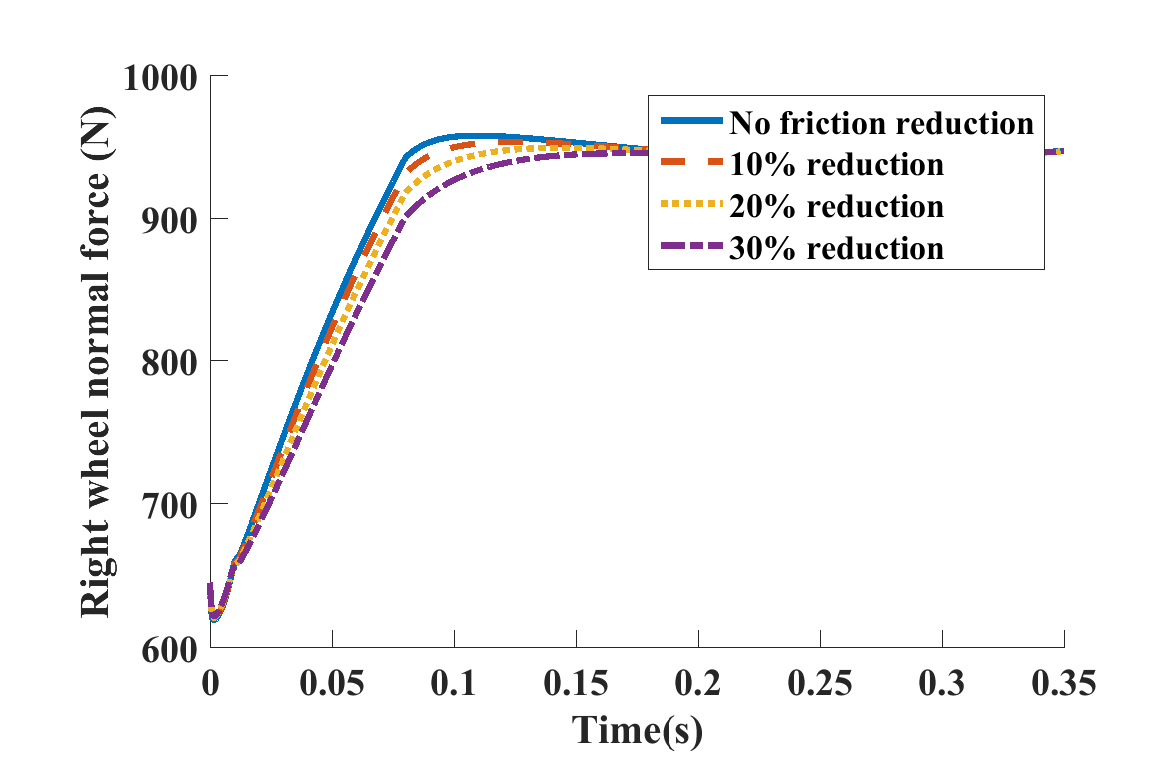 1000
900
800
700
600
Right wheel normal force (N)
No friction reduction
10% reduction
20% reduction
30% reduction
0 0.05 0.1 0.15 0.2 0.25 0.3 0.35
Time(s)